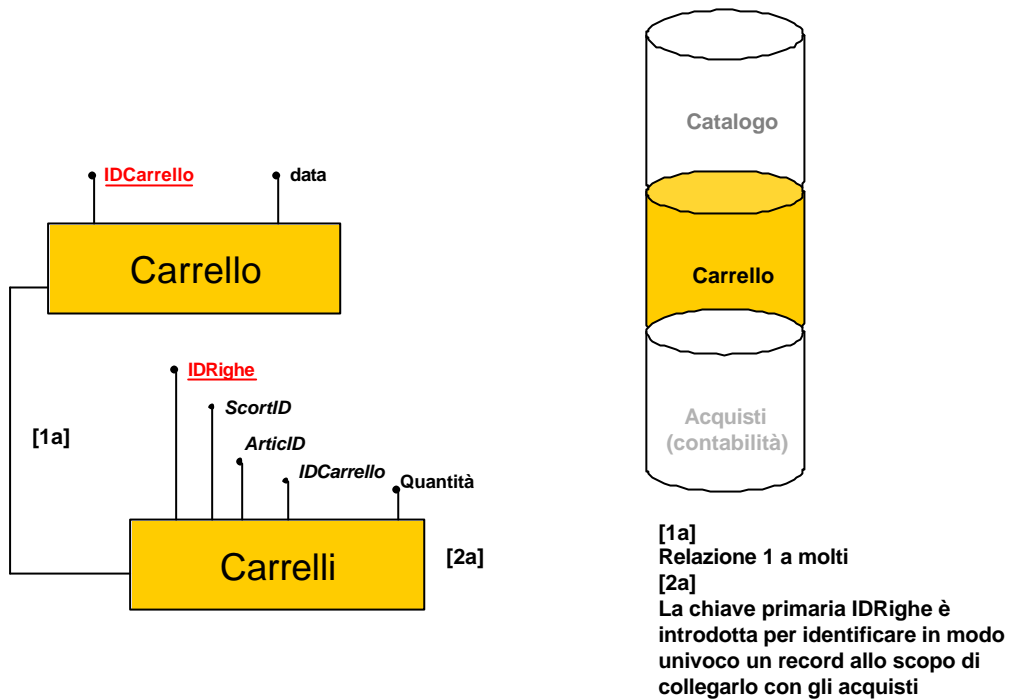 IDCarrello
data
Carrello
[1a]
IDRighe
ScortID
ArticID
IDCarrello
Quantità
Carrelli
[2a]
Catalogo
Carrello
Acquisti
(contabilità)
[1a]
Relazione 1 a molti
[2a]
La chiave primaria IDRighe è
introdotta per identificare in modo
univoco un record allo scopo di
collegarlo con gli acquisti